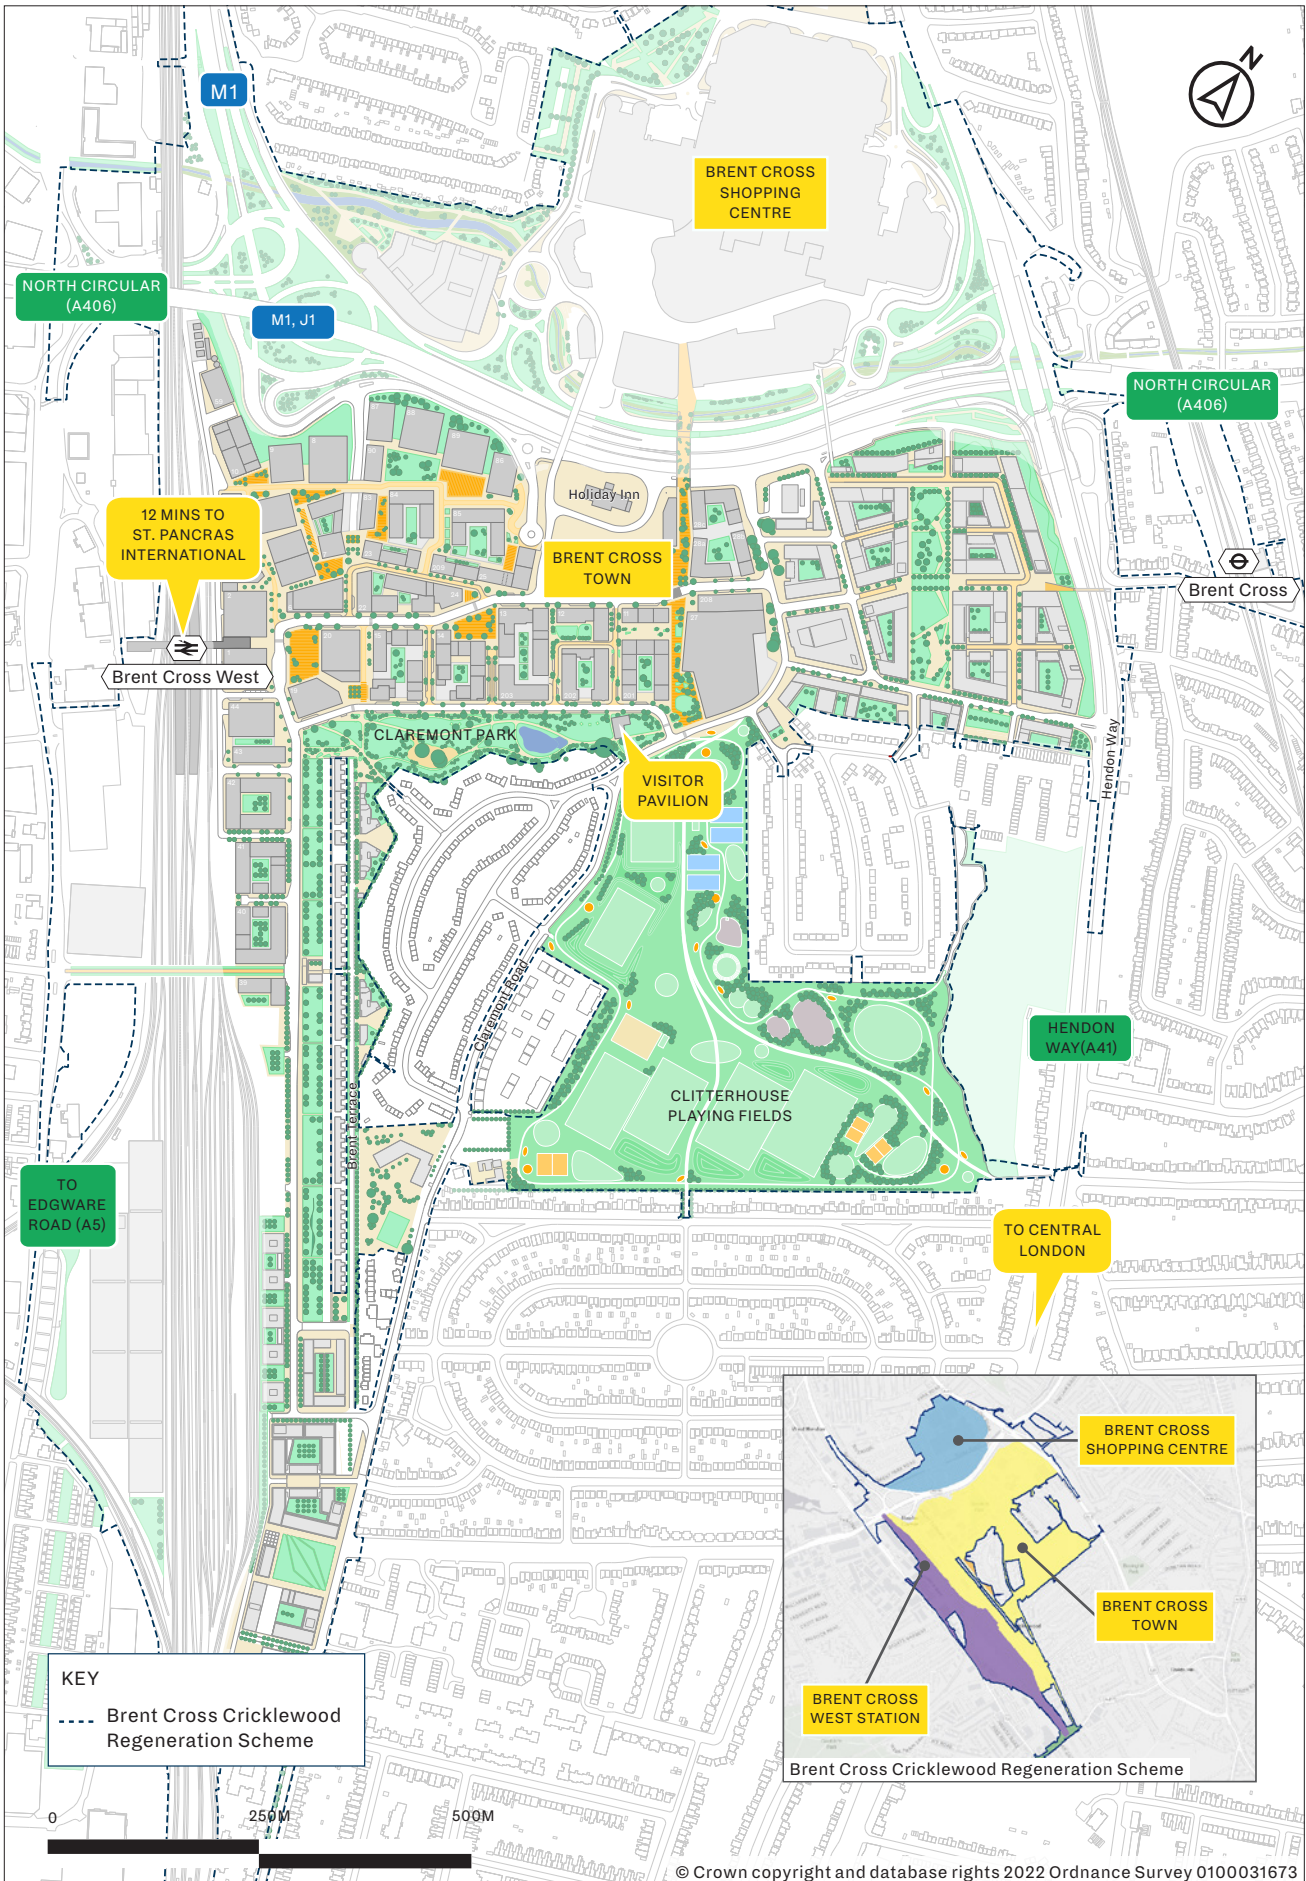 N
M1
BRENT CROSS
SHOPPING
CENTRE
NORTH CIRCULAR
(A406)
M1, J1
NORTH CIRCULAR
(A406)
Holiday Inn
12 MINS TO
ST. PANCRAS
INTERNATIONAL
BRENT CROSS
TOWN
Brent Cross
Brent Cross West
CLAREMONT PARK
Hendon Way
VISITOR
PAVILION
Claremont Road
HENDON
WAY(A41)
Brent Terrace
CLITTERHOUSE
PLAYING FIELDS
TO
EDGWARE
ROAD (A5)
TO CENTRAL
LONDON
BRENT CROSS
SHOPPING CENTRE
BRENT CROSS
TOWN
BRENT CROSS
WEST STATION
Brent Cross Cricklewood Regeneration Scheme
KEY
Brent Cross Cricklewood
Regeneration Scheme
0 250M 500M
© Crown copyright and database rights 2022 Ordnance Survey 0100031673